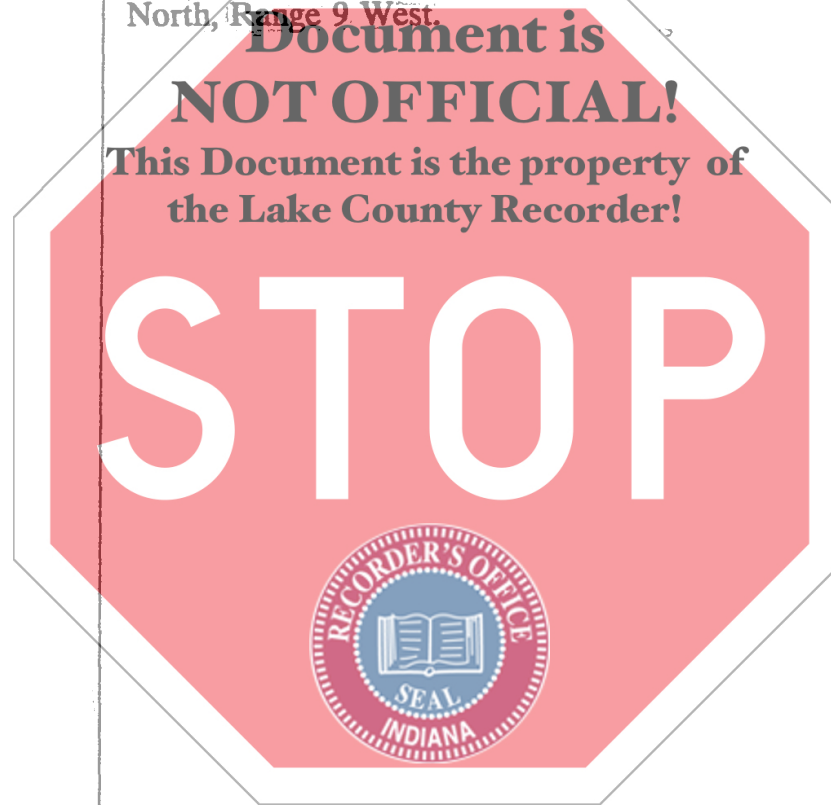 North, Range 9 West.
Document is
NOT OFFICIAL!
This Document is the property of
the Lake County Recorder!
STOP
RECORDER'S OFFICE
SEAL
INDIANA